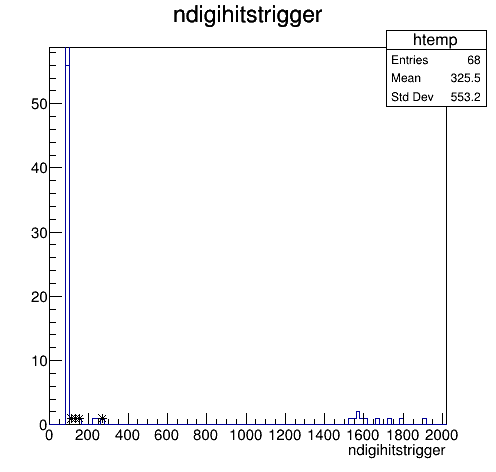 ndigihitstrigger
htemp
Entries 68
Mean 325.5
Std Dev 553.2
50
40
30
20
10
0
0 200 400 600 800 1000 1200 1400 1600 1800 2000
ndigihitstrigger